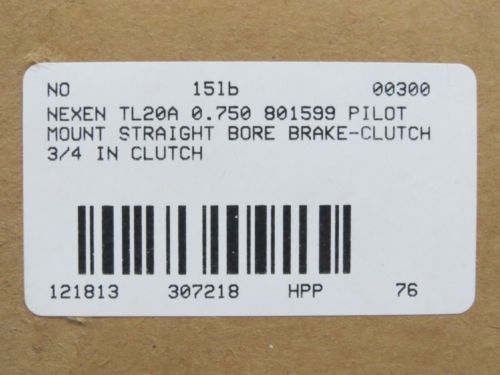 NO 15lb 00300
NEXEN TL20A 0.750 801599 PILOT
MOUNT STRAIGHT BORE BRAKE-CLUTCH
3/4 IN CLUTCH
121813 307218 HPP 76